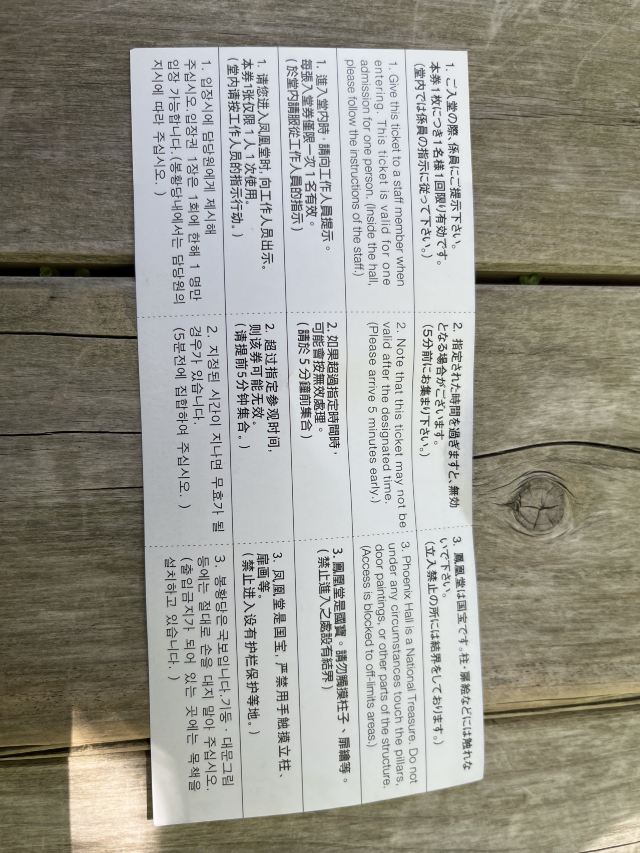 1. ご入堂の際、係員にご提示下さい。
本券1枚につき1名様1回限り有効です。
(堂内では係員の指示に従って下さい。)
2. 指定された時間を過ぎますと、無効
となる場合がございます。
(5分前にお集まり下さい。)
3. 鳳凰堂は国宝です。柱・扉絵などには触れな
いで下さい。
(立入禁止の所には結界をしております。)
1. Give this ticket to a staff member when
entering. This ticket is valid for one
admission for one person. (Inside the hall,
please follow the instructions of the staff.)
2. Note that this ticket may not be
valid after the designated time.
(Please arrive 5 minutes early.)
3. Phoenix Hall is a National Treasure. Do not
under any circumstances touch the pillars,
door paintings, or other parts of the structure.
(Access is blocked to off-limits areas.)
1. 進入堂內時，請向工作人員提示。
每張入堂券僅限一次1名有效。
(於堂內請服從工作人員的指示)
2. 如果超過指定時間時，
可能會按無效處理。
(請於5分鐘前集合)
3. 鳳凰堂是國寶。請勿觸摸柱子、扉繪等。
(禁止進入之處設有結界)
1. 请您进入凤凰堂时，向工作人员出示。
本券1张仅限1人1次使用。
(堂内请按工作人员的指示行动。)
2. 超过指定参观时间，
则该券可能无效。
(请提前5分钟集合。)
3. 凤凰堂是国宝，严禁用手触摸立柱、
扉画等。
(禁止进入设有护栏保护等地。)
1. 입장시에 담당원에게 제시해
주십시오. 입장권 1장은 1회에 한해 1 명만
입장 가능합니다. (봉황당내에서는 담당원의
지시에 따라 주십시오. )
2. 지정된 시간이 지나면 무효가 될
경우가 있습니다.
(5분전에 집합하여 주십시오. )
3. 봉황당은 국보입니다. 기둥 · 대문그림
등에는 절대로 손을 대지 말아 주십시오.
( 출입금지가 되어 있는 곳에는 목책을
설치하고 있습니다. )